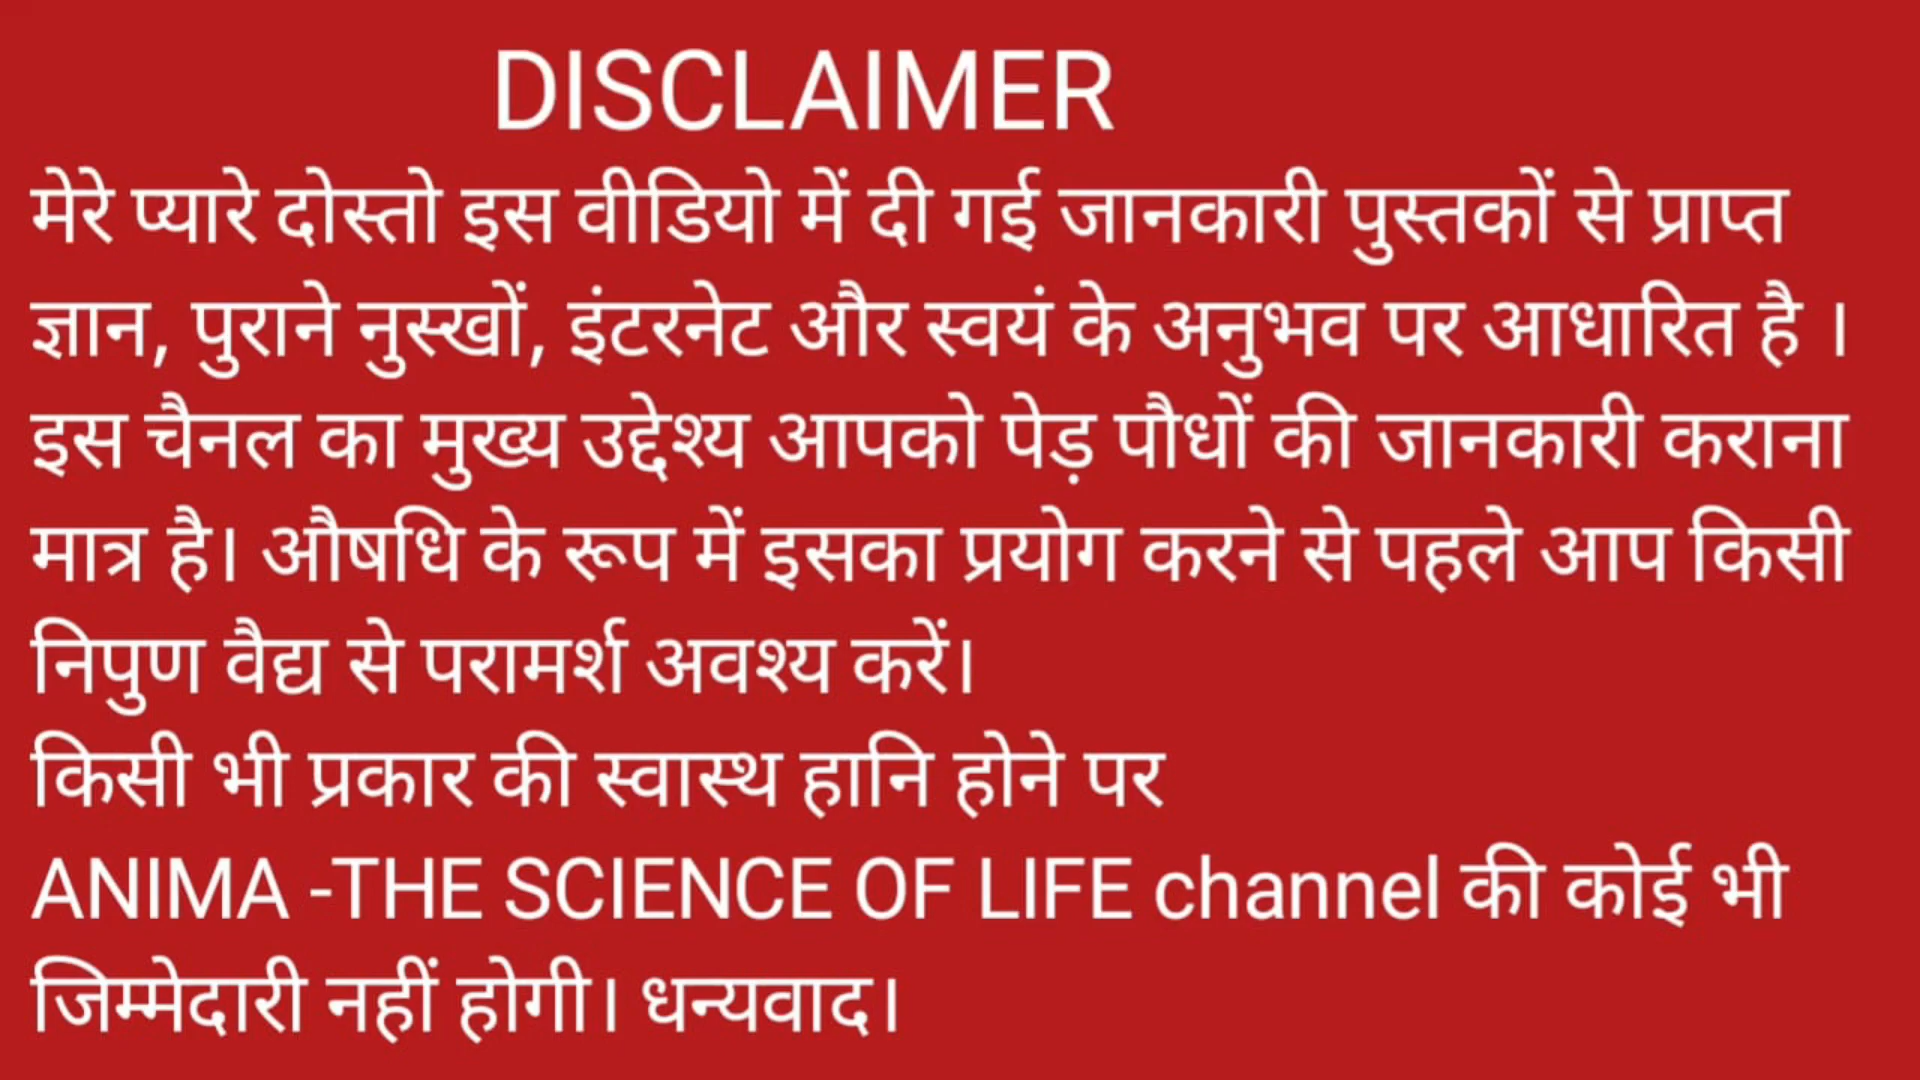 DISCLAIMER
मेरे प्यारे दोस्तो इस वीडियो में दी गई जानकारी पुस्तकों से प्राप्त
ज्ञान, पुराने नुस्खों, इंटरनेट और स्वयं के अनुभव पर आधारित है ।
इस चैनल का मुख्य उद्देश्य आपको पेड़ पौधों की जानकारी कराना
मात्र है। औषधि के रूप में इसका प्रयोग करने से पहले आप किसी
निपुण वैद्य से परामर्श अवश्य करें।
किसी भी प्रकार की स्वास्थ हानि होने पर
ANIMA -THE SCIENCE OF LIFE channel की कोई भी
जिम्मेदारी नहीं होगी। धन्यवाद।